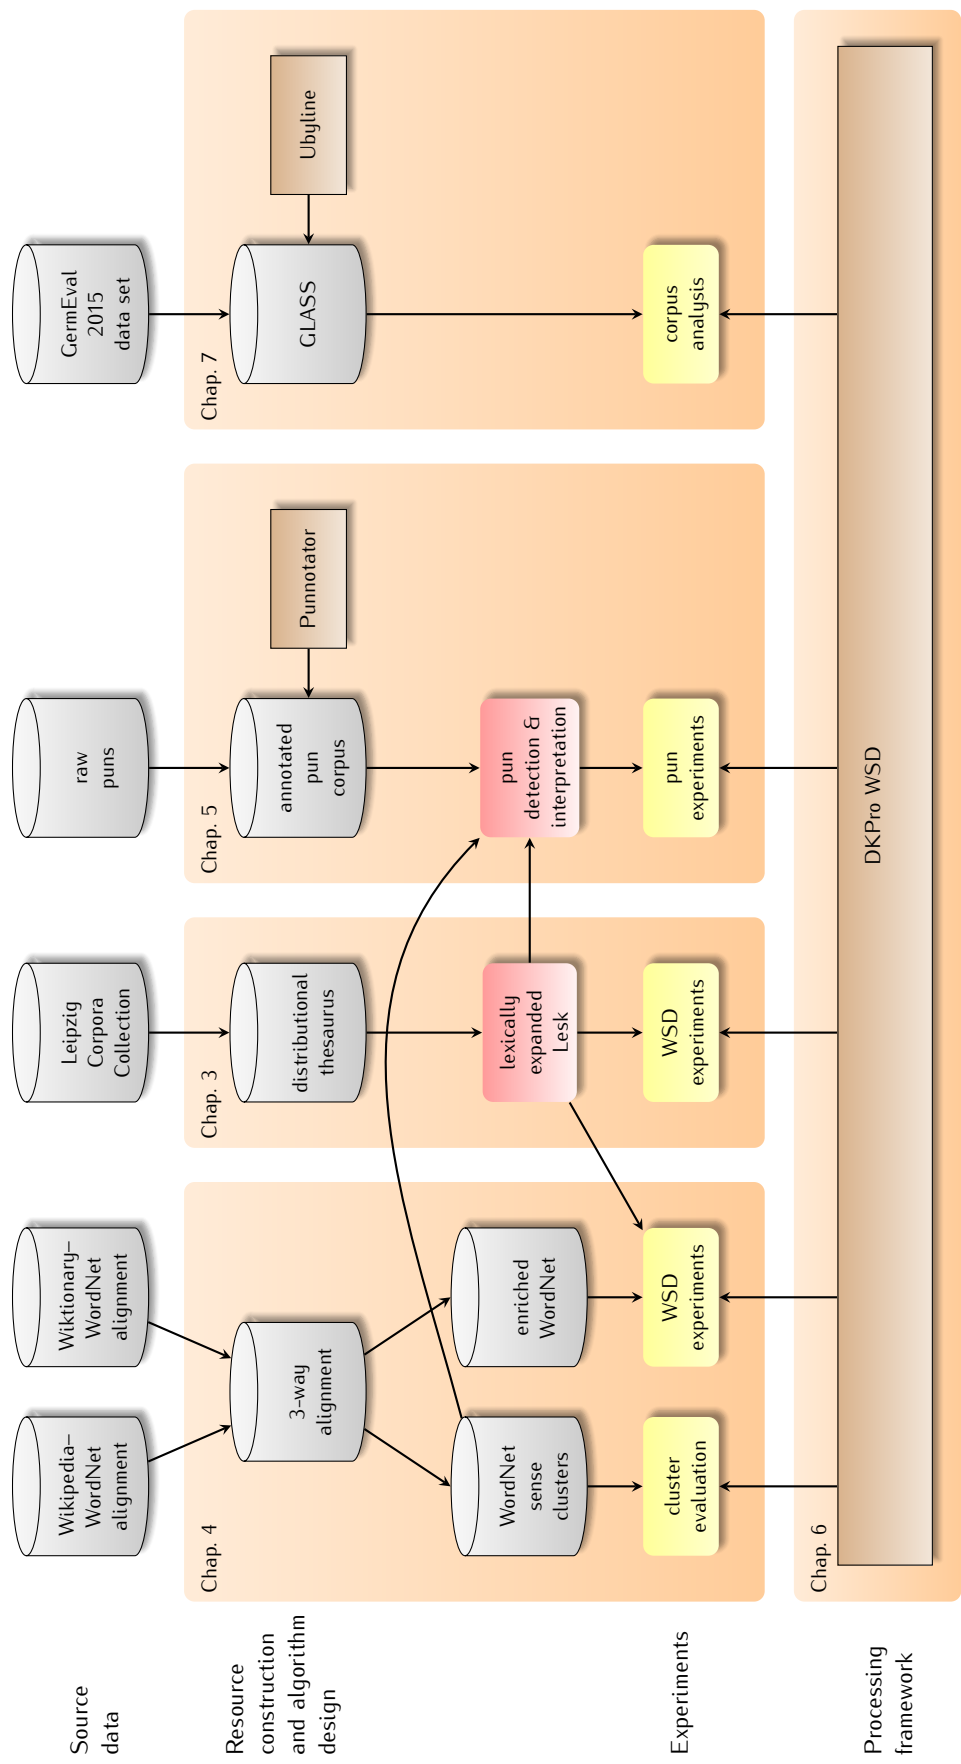 Source
data
Wikipedia–
WordNet
alignment
Wiktionary–
WordNet
alignment
Leipzig
Corpora
Collection
raw
puns
GermEval
2015
data set
Resource
construction
and algorithm
design
Chap. 4
3-way
alignment
WordNet
sense
clusters
enriched
WordNet
Chap. 3
distributional
thesaurus
lexically
expanded
Lesk
Chap. 5
annotated
pun
corpus
Punnotator
pun
detection &
interpretation
Chap. 7
GLASS
Ubyline
Experiments
cluster
evaluation
WSD
experiments
WSD
experiments
pun
experiments
corpus
analysis
Processing
framework
Chap. 6
DKPro WSD